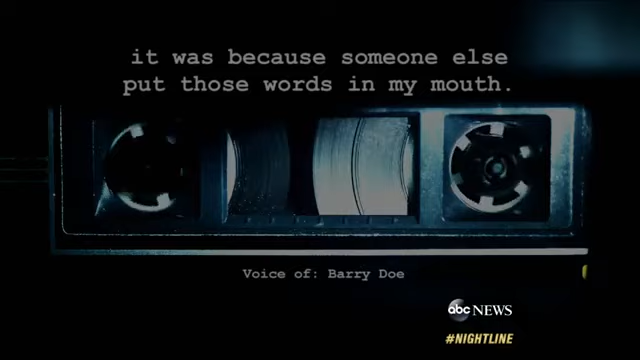 it was because someone else
put those words in my mouth.
Voice of: Barry Doe
abc NEWS
#NIGHTLINE